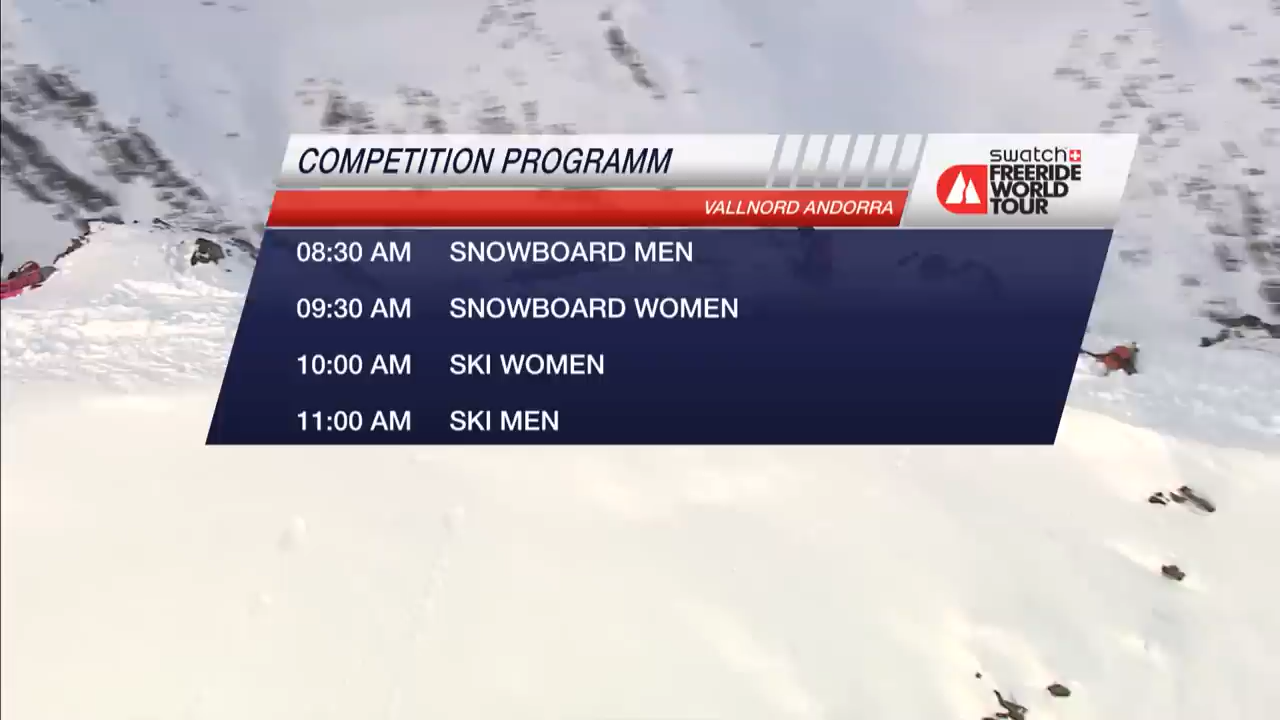 COMPETITION PROGRAMM
swatch
FREERIDE
WORLD
TOUR
VALLNORD ANDORRA
08:30 AM SNOWBOARD MEN
09:30 AM SNOWBOARD WOMEN
10:00 AM SKI WOMEN
11:00 AM SKI MEN